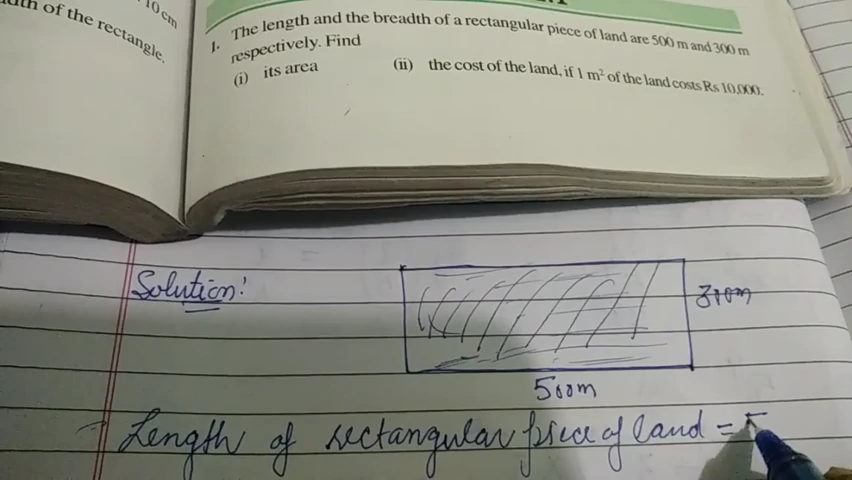 10 cm
of the rectangle.
1. The length and the breadth of a rectangular piece of land are 500 m and 300 m
respectively. Find
(i) its area (ii) the cost of the land, if 1 m² of the land costs Rs 10,000.
Solution:
300m
500m
Length of rectangular piece of land = 5